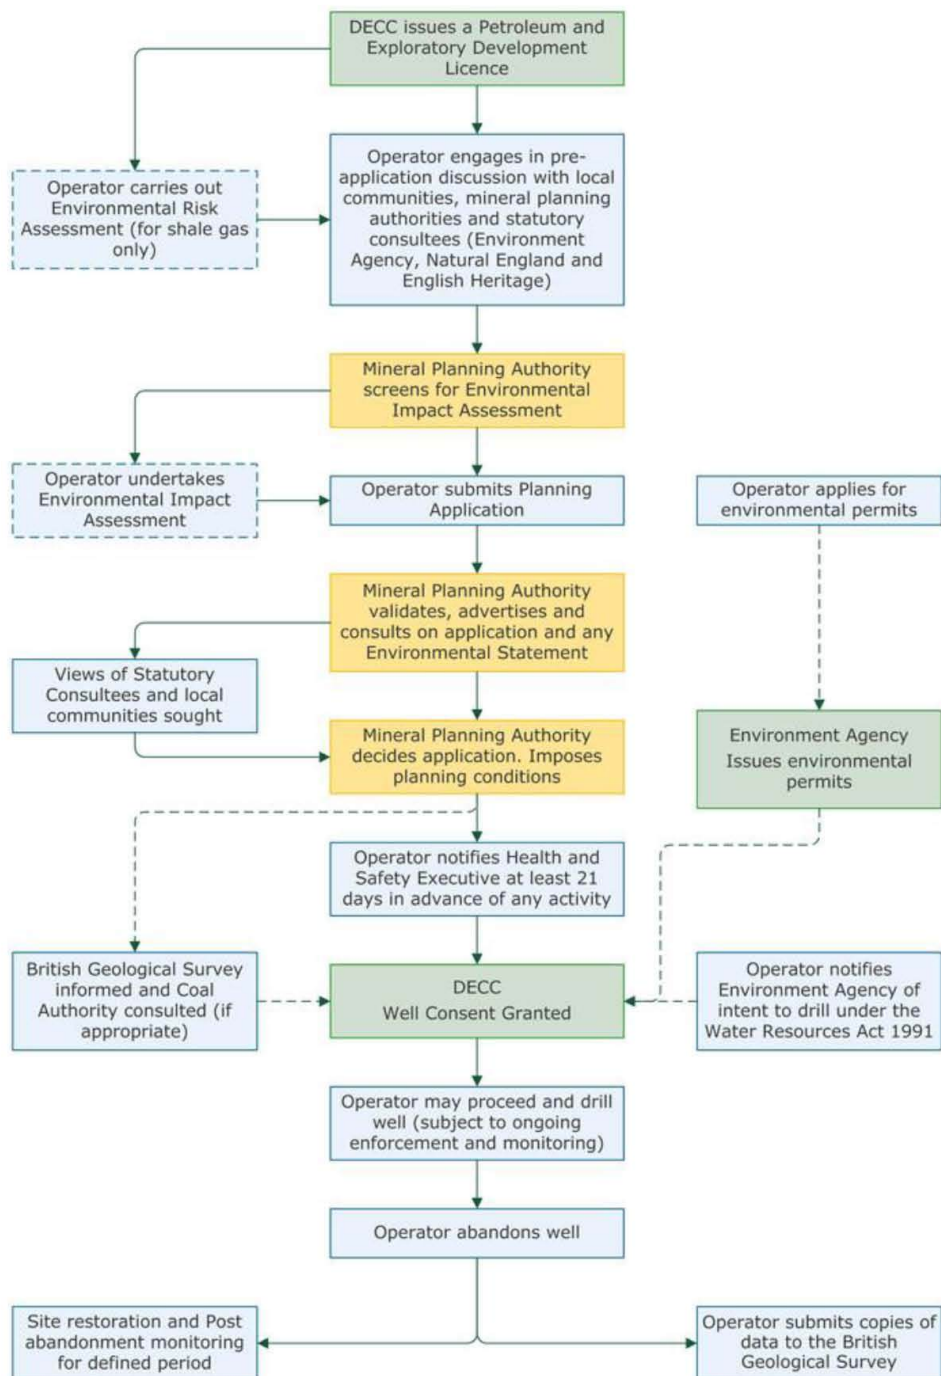 DECC issues a Petroleum and
Exploratory Development
Licence
Operator engages in pre-
application discussion with local
communities, mineral planning
authorities and statutory
consultees (Environment
Agency, Natural England and
English Heritage)
Operator carries out
Environmental Risk
Assessment (for shale gas
only)
Mineral Planning Authority
screens for Environmental
Impact Assessment
Operator undertakes
Environmental Impact
Assessment
Operator submits Planning
Application
Operator applies for
environmental permits
Mineral Planning Authority
validates, advertises and
consults on application and any
Environmental Statement
Views of Statutory
Consultees and local
communities sought
Mineral Planning Authority
decides application. Imposes
planning conditions
Environment Agency
Issues environmental
permits
Operator notifies Health and
Safety Executive at least 21
days in advance of any activity
British Geological Survey
informed and Coal
Authority consulted (if
appropriate)
DECC
Well Consent Granted
Operator notifies
Environment Agency of
intent to drill under the
Water Resources Act 1991
Operator may proceed and drill
well (subject to ongoing
enforcement and monitoring)
Operator abandons well
Site restoration and Post
abandonment monitoring
for defined period
Operator submits copies of
data to the British
Geological Survey